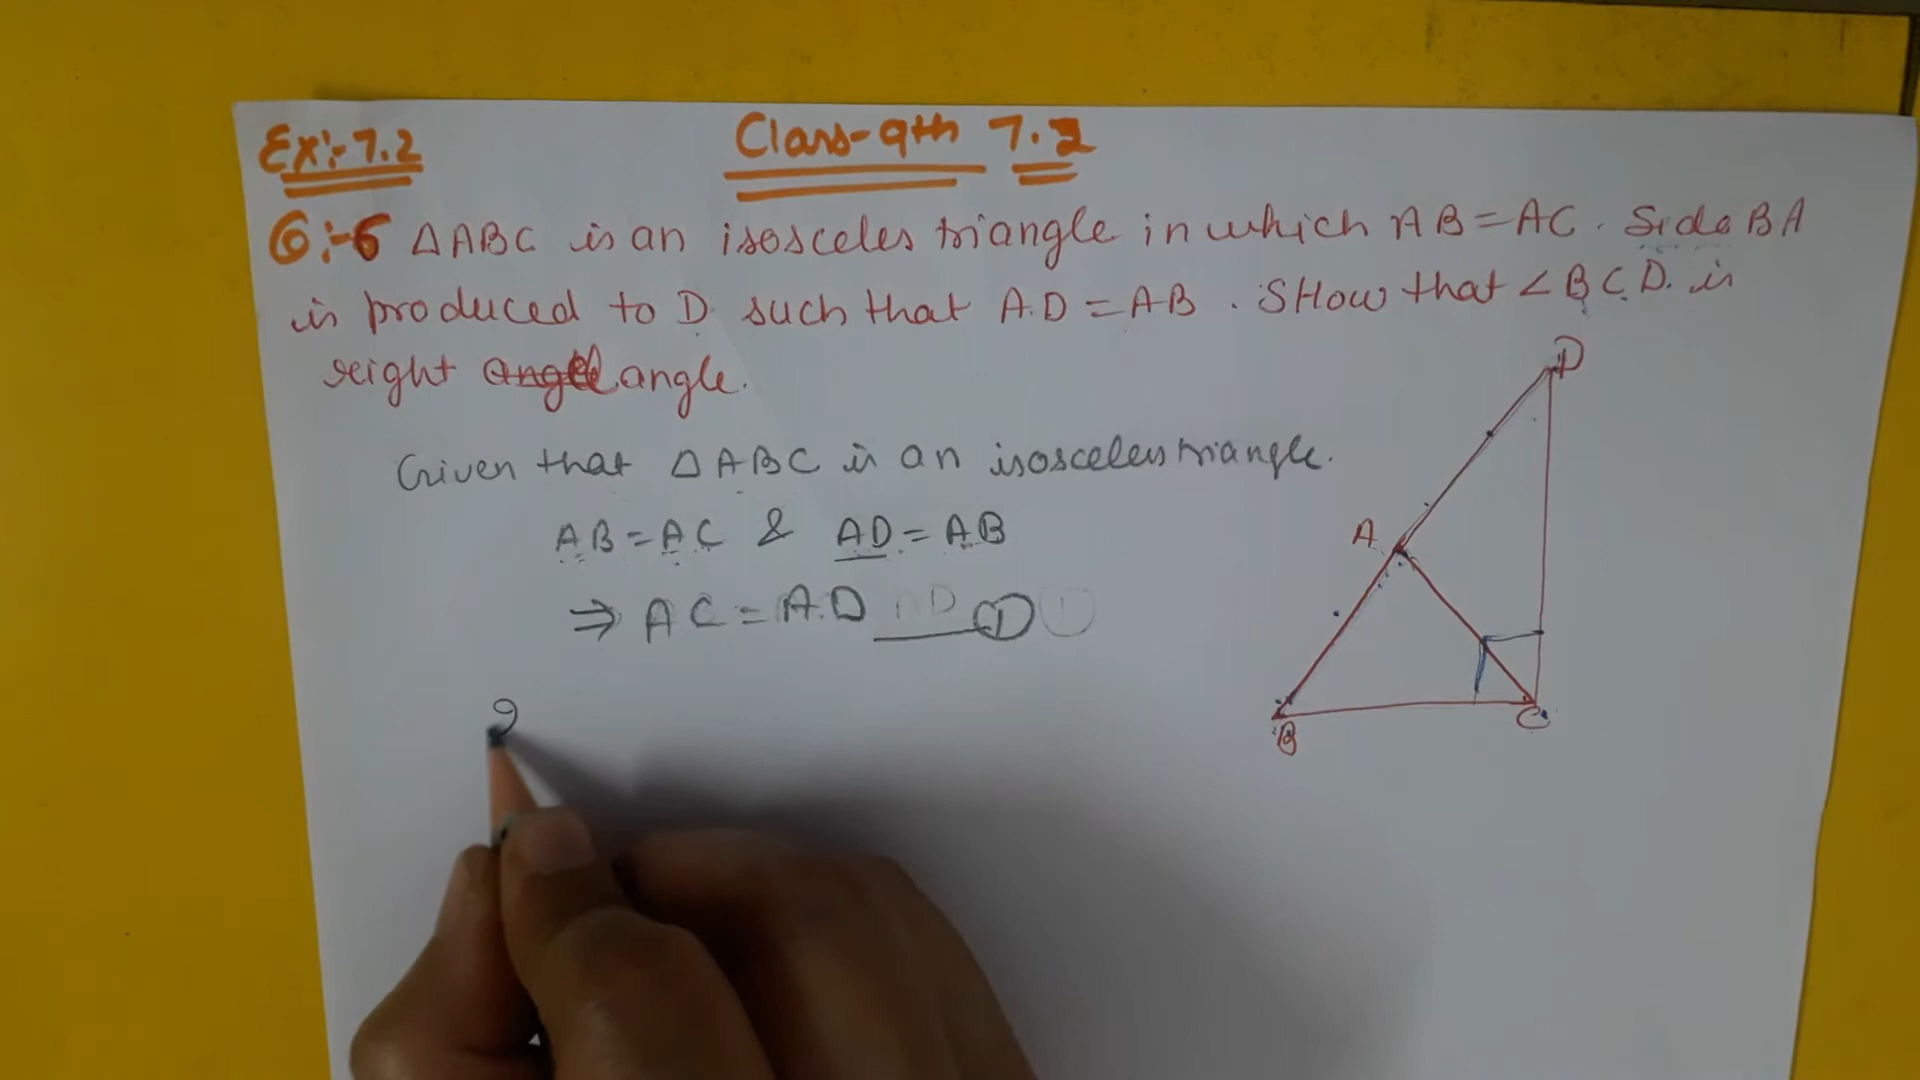 Ex:-7.2
Class-9th 7.2
Q:-6 ΔABC is an isosceles triangle in which AB=AC. Side BA
is produced to D such that AD=AB. SHow that ∠BCD. is
right angle.
Given that ΔABC is an isosceles triangle.
AB=AC & AD=AB
⇒ AC=AD ___ ①
D
A
B
C